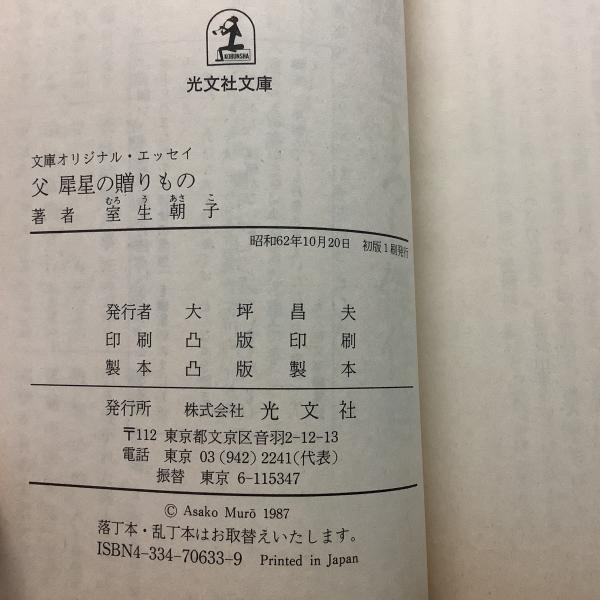 KOBUNSHA
光文社文庫
文庫オリジナル・エッセイ
父 犀星の贈りもの
著者 室生朝子
むろ う あさ こ
昭和62年10月20日 初版1刷発行
発行者 大坪昌夫
印刷 凸版印刷
製本 凸版製本
発行所 株式会社 光文社
〒112 東京都文京区音羽2-12-13
電話 東京 03(942)2241(代表)
振替 東京 6-115347
© Asako Murō 1987
落丁本・乱丁本はお取替えいたします。
ISBN4-334-70633-9 Printed in Japan